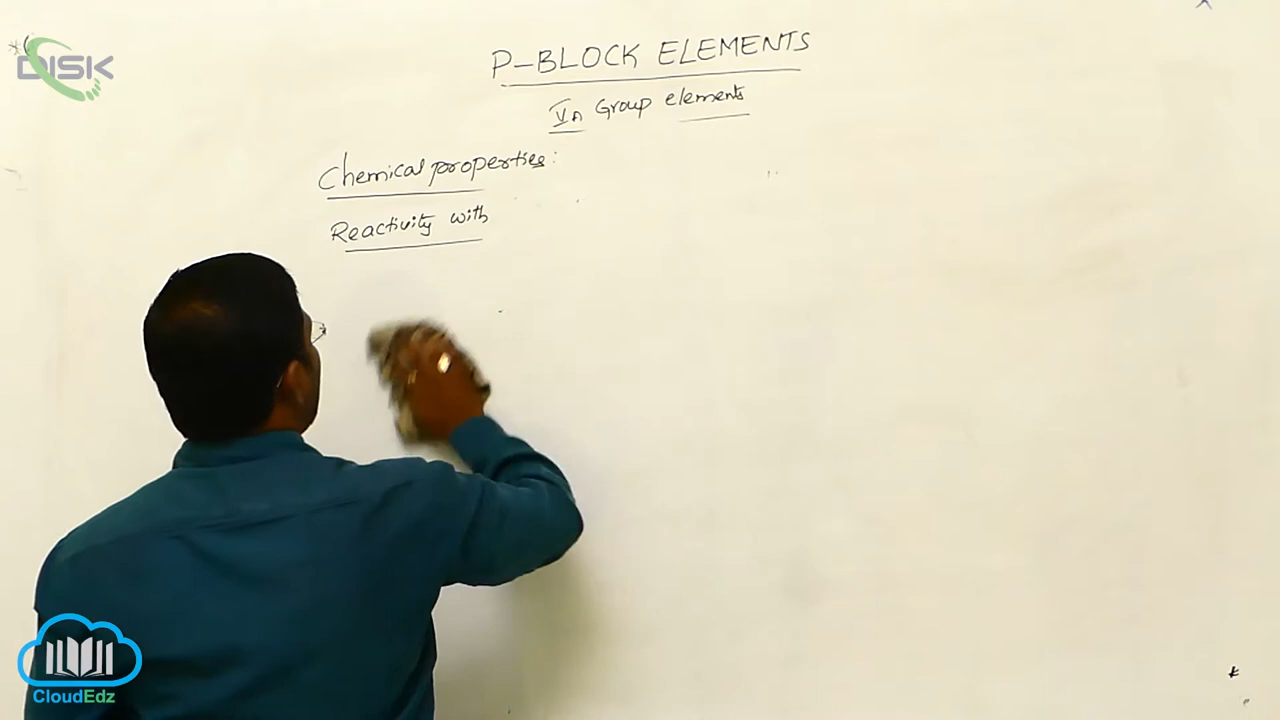 DISK
P-BLOCK ELEMENTS
VA Group elements
Chemical properties:
Reactivity with
CloudEdz